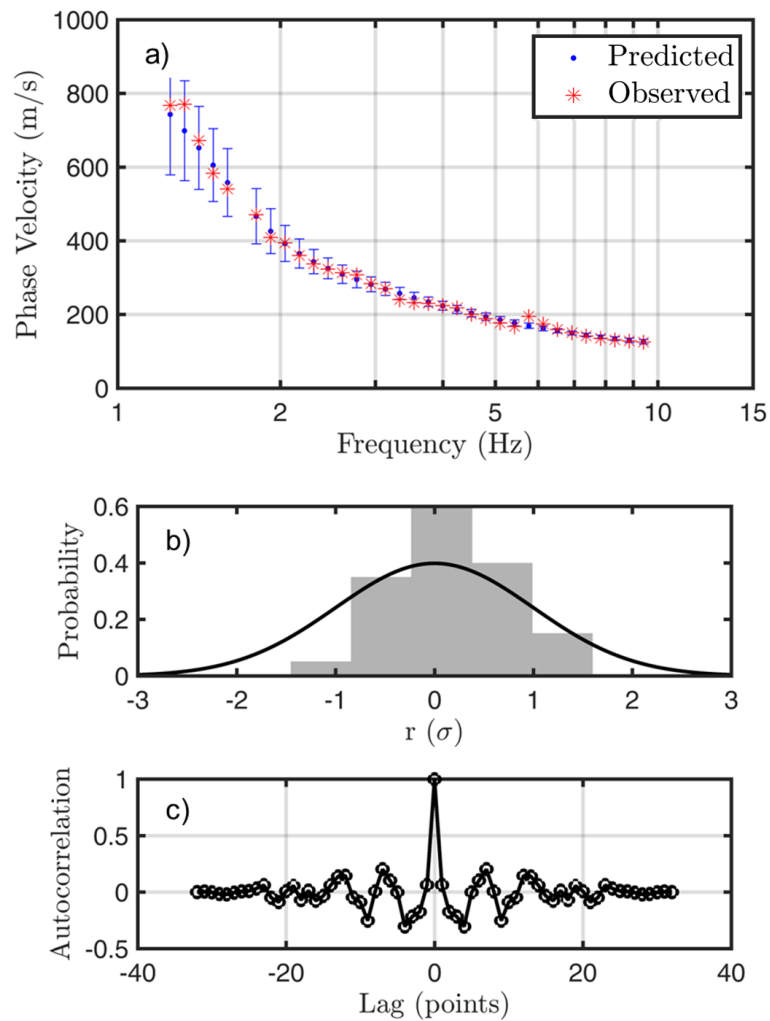 1000
a)
Predicted
Observed
800
600
400
200
0
Phase Velocity (m/s)
1 2 5 10 15
Frequency (Hz)
0.6
b)
0.4
0.2
0
Probability
-3 -2 -1 0 1 2 3
r (σ)
1
c)
0.5
0
-0.5
Autocorrelation
-40 -20 0 20 40
Lag (points)